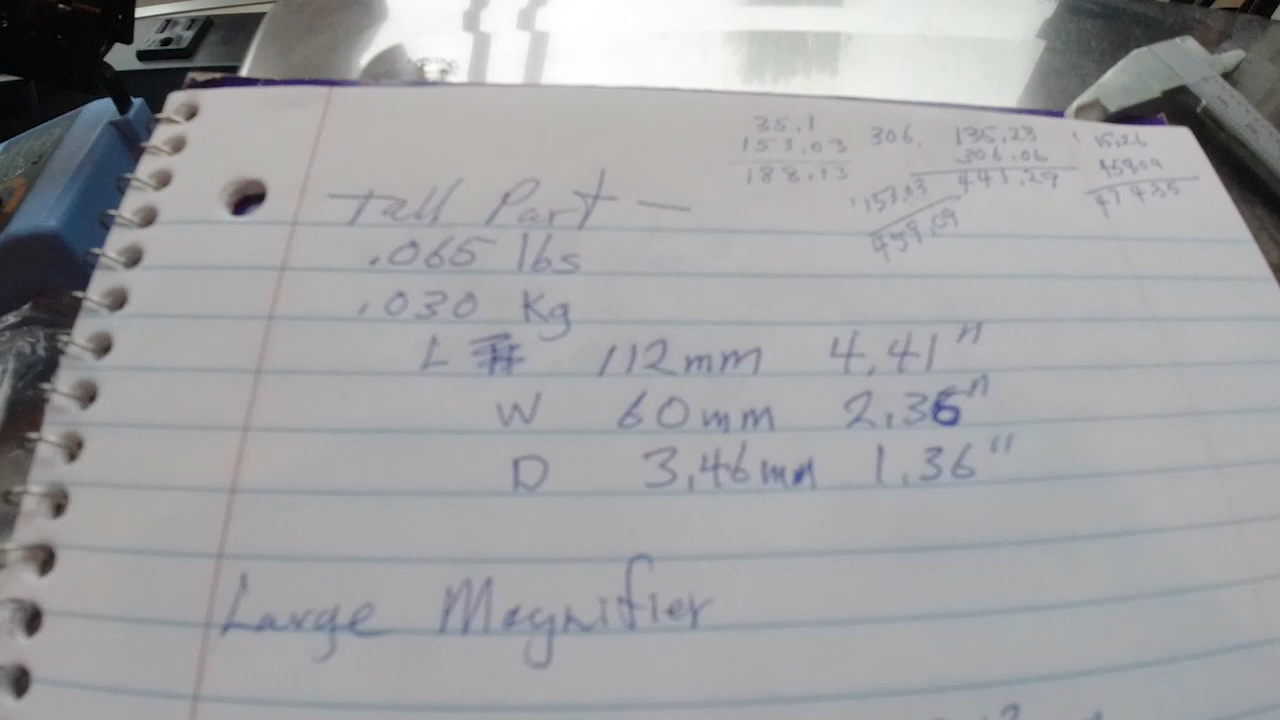 35.1
153.03
188.13
306.
135.23
306.06
441.29
153.03
459.09
15.26
459.09
474.35
Tall Part —
.065 lbs
.030 Kg
L 112mm 4.41"
W 60mm 2.36"
D 3.46mm 1.36"
Large Magnifier